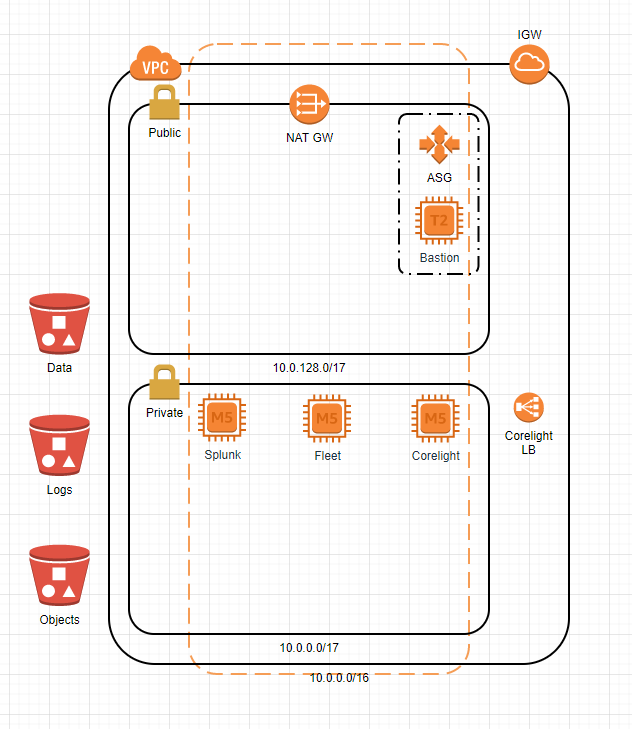 IGW
VPC
Public
NAT GW
ASG
T2
Bastion
Data
10.0.128.0/17
Private
M5
M5
M5
Splunk
Fleet
Corelight
Corelight
LB
Logs
Objects
10.0.0.0/17
10.0.0.0/16